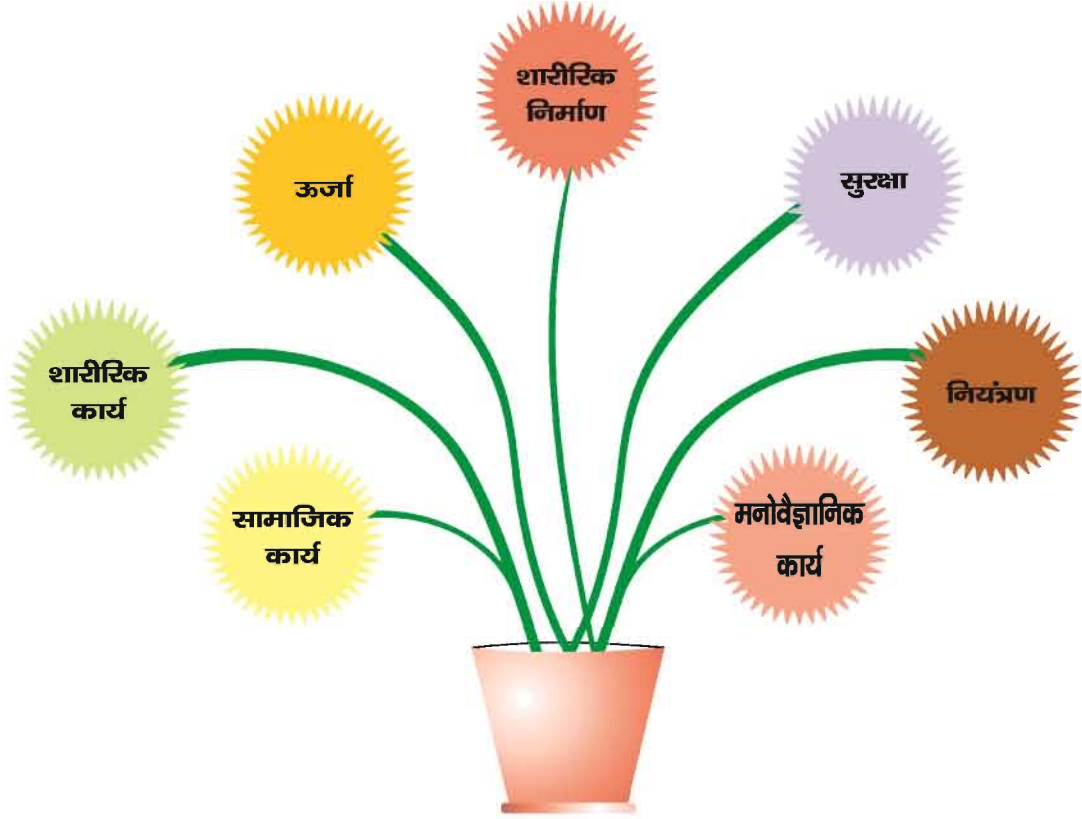 शारीरिक
निर्माण
ऊर्जा
सुरक्षा
शारीरिक
कार्य
नियंत्रण
सामाजिक
कार्य
मनोवैज्ञानिक
कार्य